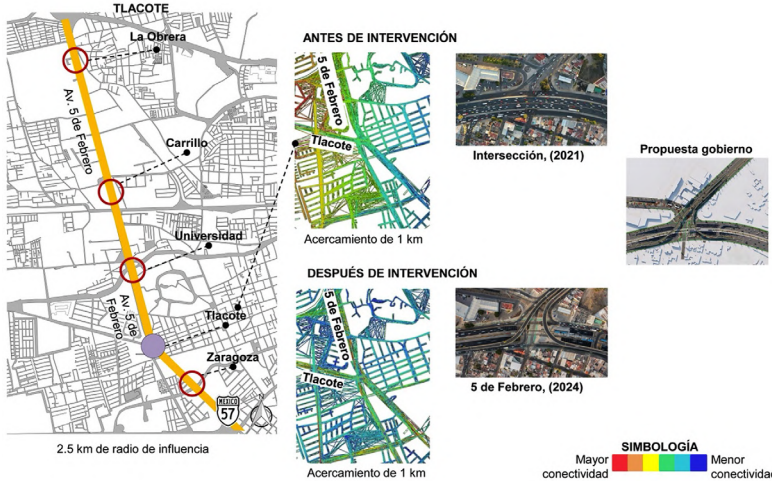 TLACOTE
La Obrera
Av. 5 de Febrero
Carrillo
Universidad
Av. 5 de
Febrero
Tlacote
Zaragoza
MEXICO
57
N
2.5 km de radio de influencia
ANTES DE INTERVENCIÓN
5 de Febrero
Tlacote
Acercamiento de 1 km
Intersección, (2021)
Propuesta gobierno
DESPUÉS DE INTERVENCIÓN
5 de Febrero
Tlacote
Acercamiento de 1 km
5 de Febrero, (2024)
SIMBOLOGÍA
Mayor
conectividad
Menor
conectividad